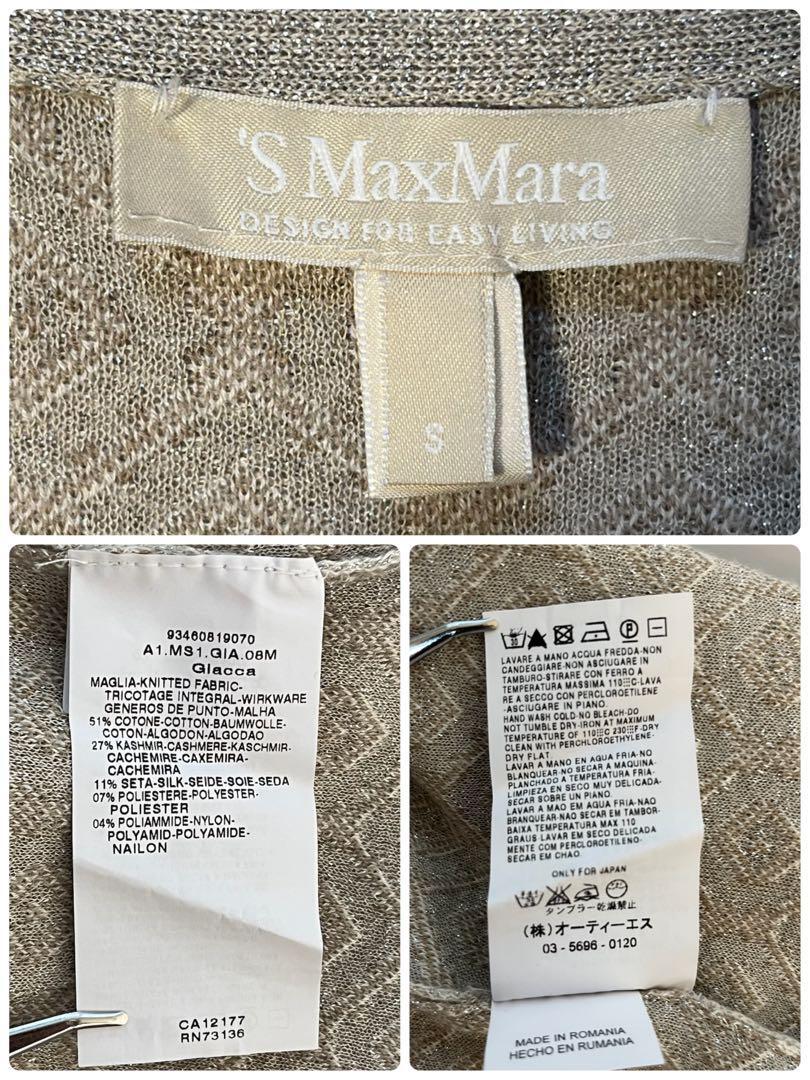 'S MaxMara
DESIGN FOR EASY LIVING
S
93460819070
A1.MS1.GIA.08M
Giacca
MAGLIA-KNITTED FABRIC-
TRICOTAGE INTEGRAL-WIRKWARE
GENEROS DE PUNTO-MALHA
51% COTONE-COTTON-BAUMWOLLE-
COTON-ALGODON-ALGODAO
27% KASHMIR-CASHMERE-KASCHMIR-
CACHEMIRE-CAXEMIRA-
CACHEMIRA
11% SETA-SILK-SEIDE-SOIE-SEDA
07% POLIESTERE-POLYESTER-
POLIESTER
04% POLIAMMIDE-NYLON-
POLYAMID-POLYAMIDE-
NAILON
CA12177
RN73136
30 P
LAVARE A MANO ACQUA FREDDA-NON
CANDEGGIARE-NON ASCIUGARE IN
TAMBURO-STIRARE CON FERRO A
TEMPERATURA MASSIMA 110 C-LAVA
RE A SECCO CON PERCLOROETILENE
-ASCIUGARE IN PIANO.
HAND WASH COLD-NO BLEACH-DO
NOT TUMBLE DRY-IRON AT MAXIMUM
TEMPERATURE OF 110 C 230 F-DRY
CLEAN WITH PERCHLOROETHYLENE-
DRY FLAT
LAVAR A MANO EN AGUA FRIA-NO
BLANQUEAR-NO SECAR A MAQUINA-
PLANCHADO A TEMPERATURA FRIA-
LIMPIEZA EN SECO MUY DELICADA-
SECAR SOBRE UN PIANO.
LAVAR A MAO EM AGUA FRIA-NAO
BLANQUEAR-NO SECAR EM TAMBOR-
BAIXA TEMPERATURA MAX 110
GRAUS-LAVAR EM SECO DELICADA
MENTE COM PERCLOROETILENO-
SECAR EM CHAO.
ONLY FOR JAPAN
タンブラー乾燥禁止
(株)オーティーエス
03-5696-0120
MADE IN ROMANIA
HECHO EN RUMANIA